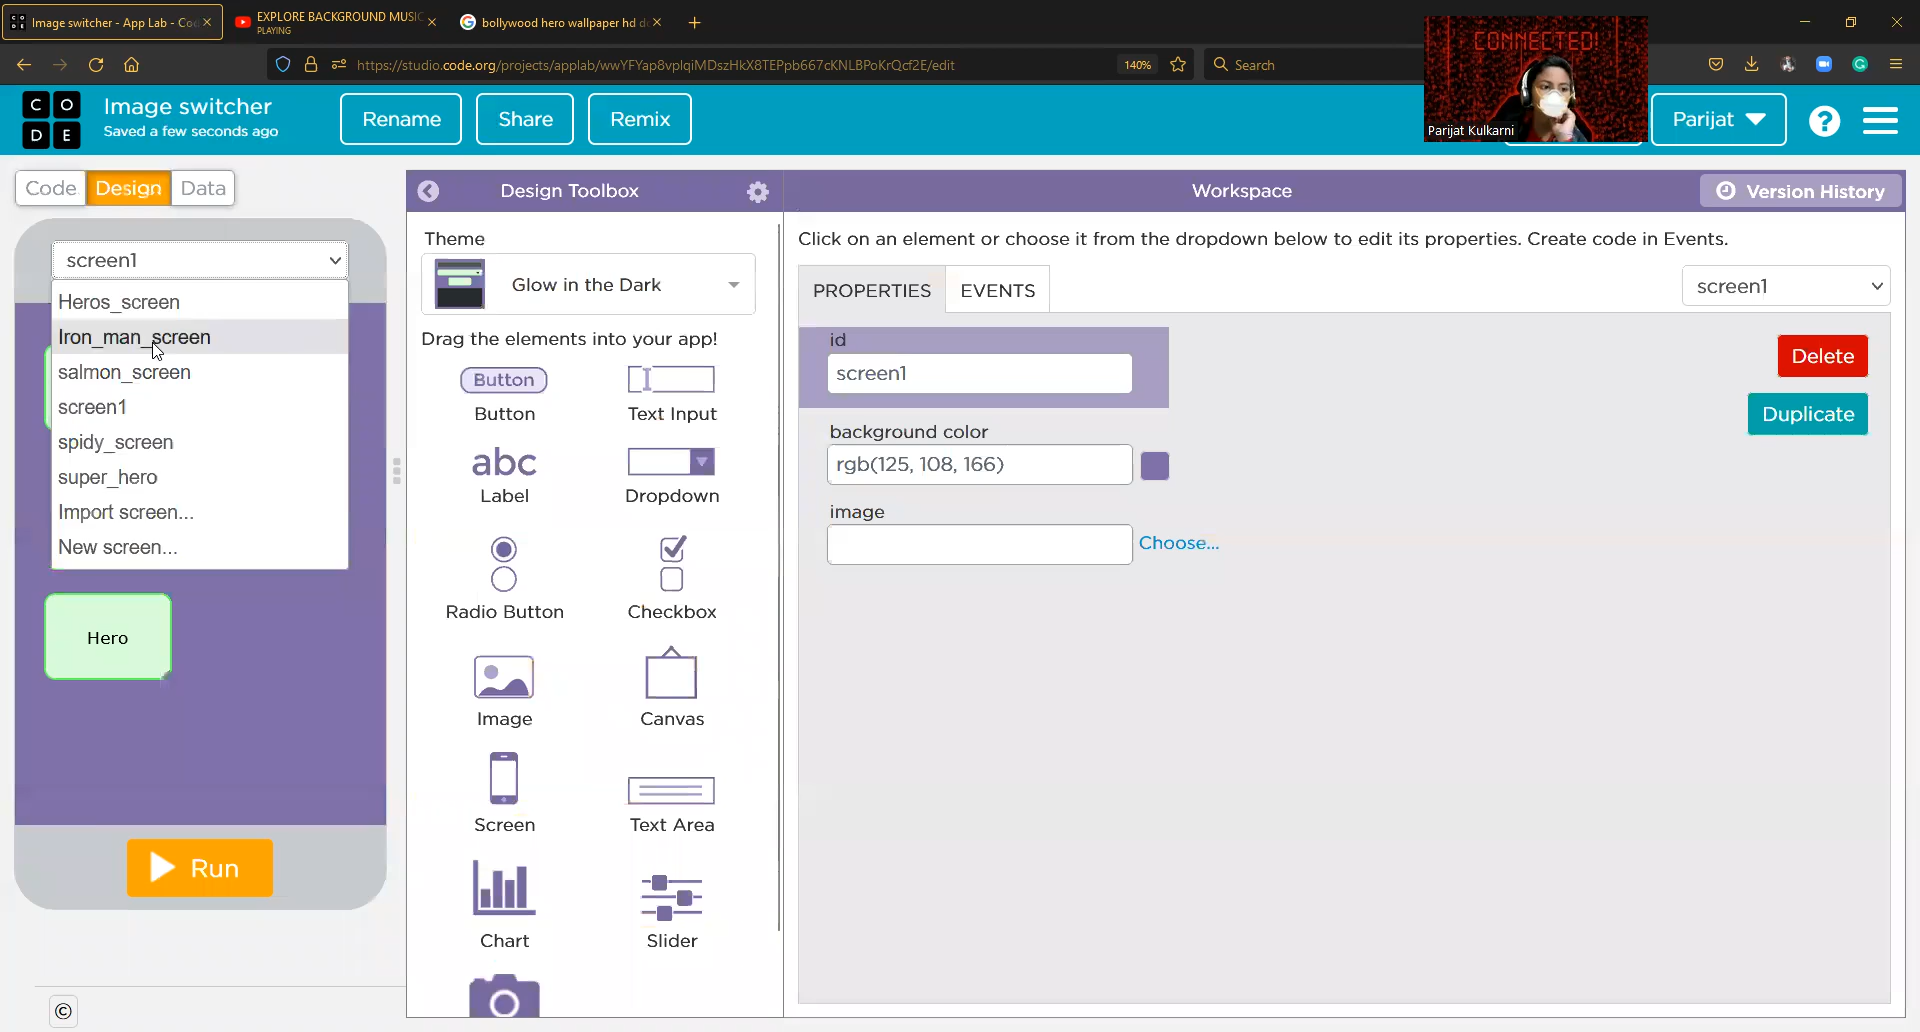 Image switcher - App Lab - Co
EXPLORE BACKGROUND MUSIC
PLAYING
bollywood hero wallpaper hd d
https://studio.code.org/projects/applab/wwYFYap8vplqiMDszHkX8TEPpb667cKNLBPoKrQcf2E/edit
140%
Search
CONNECTED!
Parijat Kulkarni
C O
D E
Image switcher
Saved a few seconds ago
Rename
Share
Remix
Parijat
?
Code
Design
Data
Design Toolbox
Workspace
Version History
screen1
Heros_screen
Iron_man_screen
salmon_screen
screen1
spidy_screen
super_hero
Import screen...
New screen...
Hero
Run
©
Theme
Glow in the Dark
Drag the elements into your app!
Button
Button
Text Input
abc
Label
Dropdown
Radio Button
Checkbox
Image
Canvas
Screen
Text Area
Chart
Slider
Click on an element or choose it from the dropdown below to edit its properties. Create code in Events.
PROPERTIES
EVENTS
screen1
id
screen1
Delete
Duplicate
background color
rgb(125, 108, 166)
image
Choose...